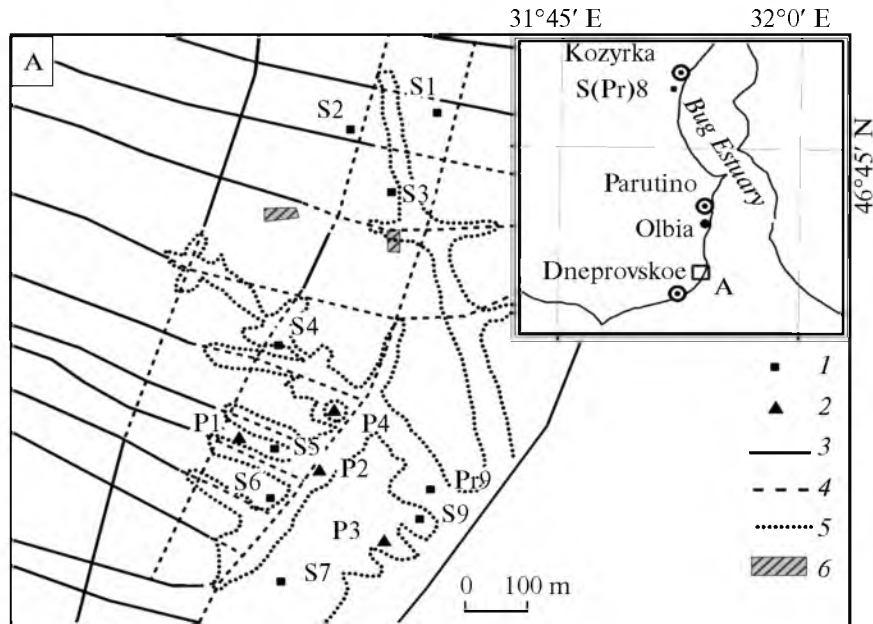 31°45′ E 32°0′ E
A
Kozyrka
S(Pr)8
Bug Estuary
46°45′ N
Parutino
Olbia
Dneprovskoe
A
S1
S2
S3
S4
1
2
P1
P4
S5
3
P2
S6
Pr9
4
S9
5
P3
S7
0 100 m
6